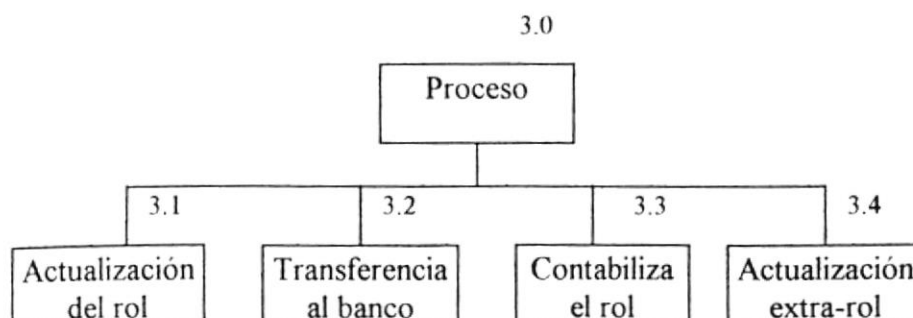 3.0
Proceso
3.1 3.2 3.3 3.4
Actualización Transferencia Contabiliza Actualización
del rol al banco el rol extra-rol